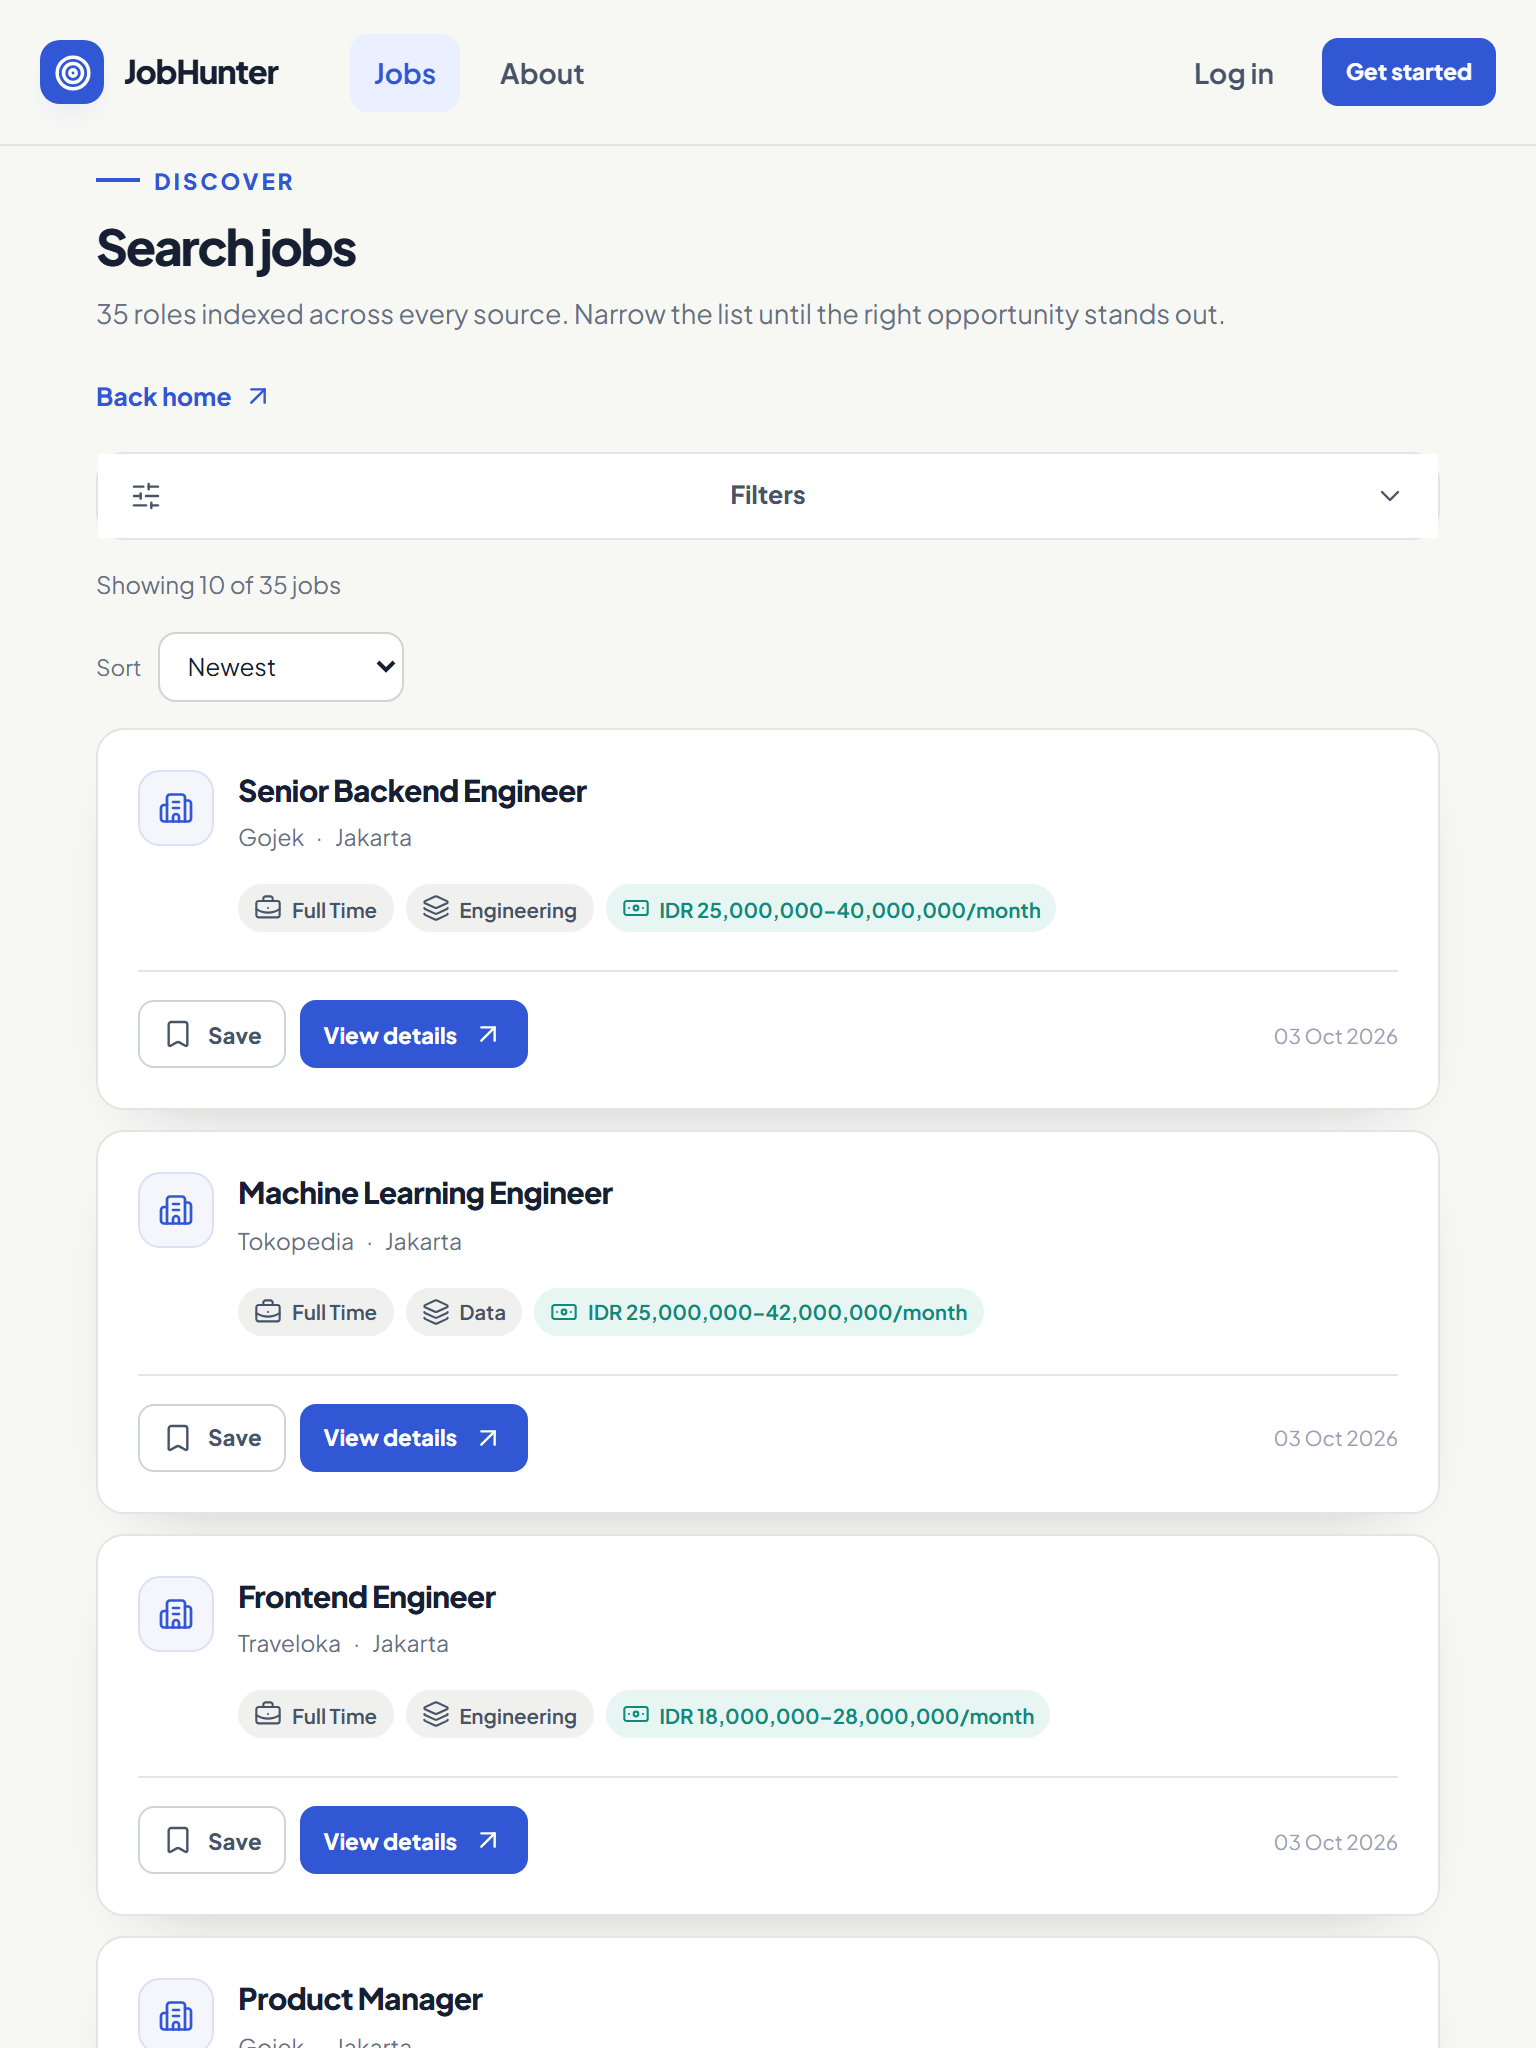 JobHunter
Jobs
About
Log in
Get started
DISCOVER
Search jobs
35 roles indexed across every source. Narrow the list until the right opportunity stands out.
Back home
Filters
Showing 10 of 35 jobs
Sort
Newest
Senior Backend Engineer
Gojek · Jakarta
Full Time
Engineering
IDR 25,000,000–40,000,000/month
Save
View details
03 Oct 2026
Machine Learning Engineer
Tokopedia · Jakarta
Full Time
Data
IDR 25,000,000–42,000,000/month
Save
View details
03 Oct 2026
Frontend Engineer
Traveloka · Jakarta
Full Time
Engineering
IDR 18,000,000–28,000,000/month
Save
View details
03 Oct 2026
Product Manager
Gojek · Jakarta